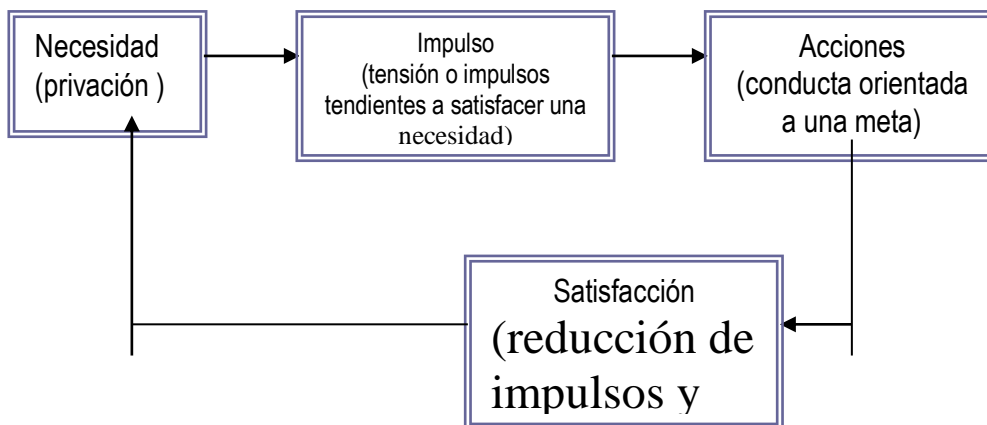 Necesidad
(privación )
Impulso
(tensión o impulsos
tendientes a satisfacer una
necesidad)
Acciones
(conducta orientada
a una meta)
Satisfacción
(reducción de
impulsos y